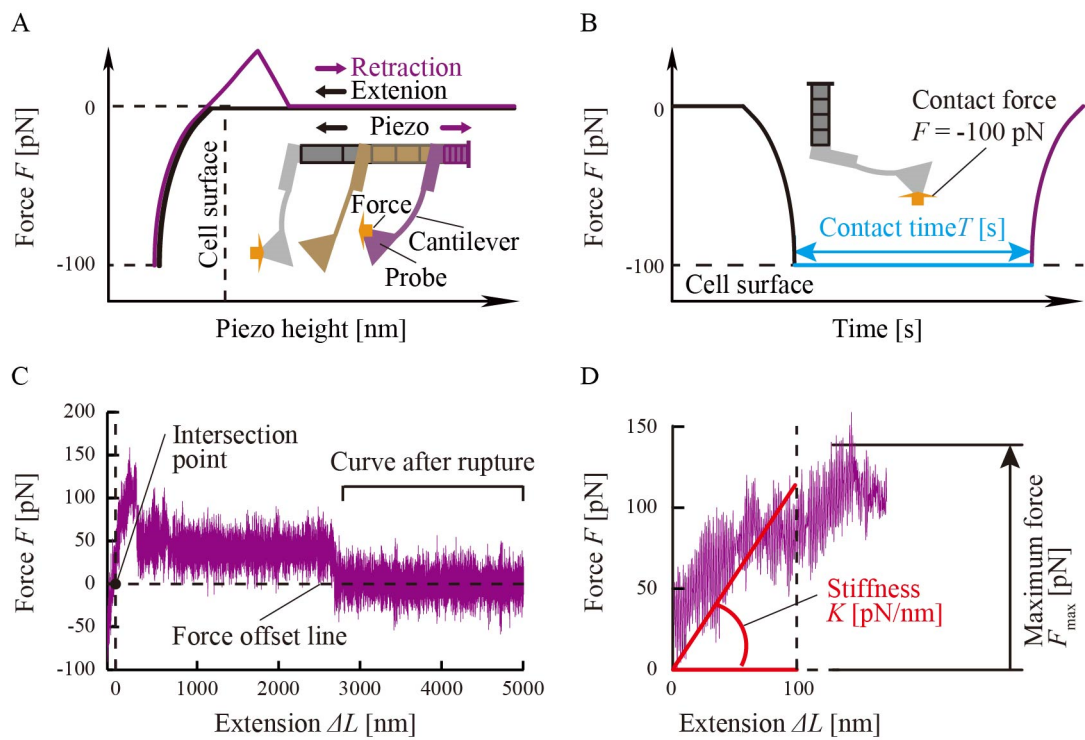 A
Retraction
Extenion
Piezo
0
Force F [pN]
Cell surface
Force
Cantilever
Probe
-100
Piezo height [nm]
B
0
Contact force
F = -100 pN
Force F [pN]
Contact timeT [s]
-100
Cell surface
Time [s]
C
200
150
100
50
0
-50
-100
Force F [pN]
Intersection
point
Curve after rupture
Force offset line
0
1000
2000
3000
4000
5000
Extension ΔL [nm]
D
150
100
50
0
Force F [pN]
Stiffness
K [pN/nm]
Maximum force
Fmax [pN]
0
100
Extension ΔL [nm]